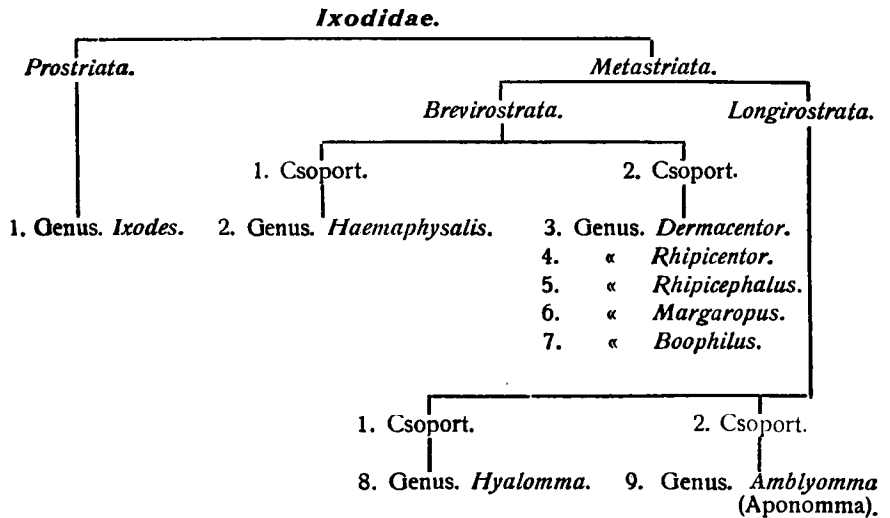 Ixodidae.
Prostriata. Metastriata.
Brevirostrata. Longirostrata.
1. Csoport. 2. Csoport.
1. Genus. Ixodes. 2. Genus. Haemaphysalis. 3. Genus. Dermacentor.
4. « Rhipicentor.
5. « Rhipicephalus.
6. « Margaropus.
7. « Boophilus.
1. Csoport. 2. Csoport.
8. Genus. Hyalomma. 9. Genus. Amblyomma
(Aponomma).